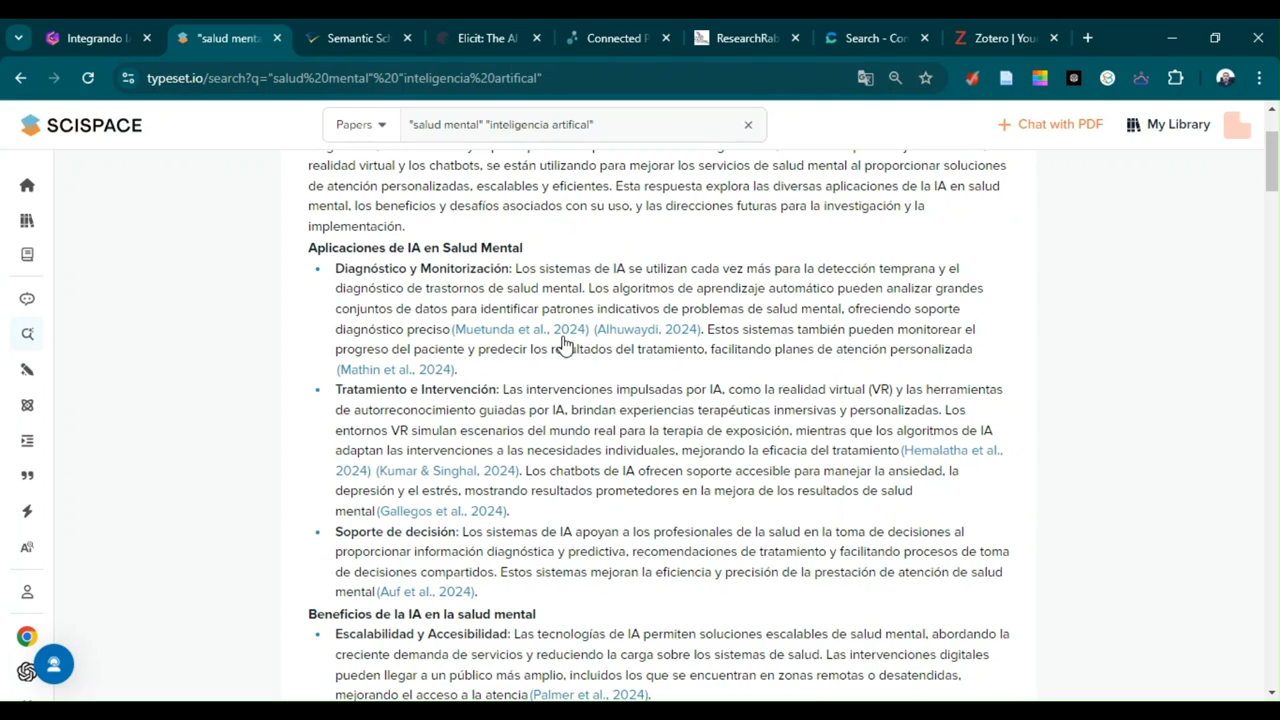 Integrando I
"salud ment
Semantic Sc
Elicit: The AI
Connected P
ResearchRab
Search - Con
Zotero | You
typeset.io/search?q="salud%20mental"%20"inteligencia%20artifical"
SCISPACE
Papers
"salud mental" "inteligencia artifical"
Chat with PDF
My Library
realidad virtual y los chatbots, se están utilizando para mejorar los servicios de salud mental al proporcionar soluciones
de atención personalizadas, escalables y eficientes. Esta respuesta explora las diversas aplicaciones de la IA en salud
mental, los beneficios y desafíos asociados con su uso, y las direcciones futuras para la investigación y la
implementación.
Aplicaciones de IA en Salud Mental
• Diagnóstico y Monitorización: Los sistemas de IA se utilizan cada vez más para la detección temprana y el
diagnóstico de trastornos de salud mental. Los algoritmos de aprendizaje automático pueden analizar grandes
conjuntos de datos para identificar patrones indicativos de problemas de salud mental, ofreciendo soporte
diagnóstico preciso(Muetunda et al., 2024) (Alhuwaydi, 2024). Estos sistemas también pueden monitorear el
progreso del paciente y predecir los resultados del tratamiento, facilitando planes de atención personalizada
(Mathin et al., 2024).
• Tratamiento e Intervención: Las intervenciones impulsadas por IA, como la realidad virtual (VR) y las herramientas
de autorreconocimiento guiadas por IA, brindan experiencias terapéuticas inmersivas y personalizadas. Los
entornos VR simulan escenarios del mundo real para la terapia de exposición, mientras que los algoritmos de IA
adaptan las intervenciones a las necesidades individuales, mejorando la eficacia del tratamiento(Hemalatha et al.,
2024) (Kumar & Singhal, 2024). Los chatbots de IA ofrecen soporte accesible para manejar la ansiedad, la
depresión y el estrés, mostrando resultados prometedores en la mejora de los resultados de salud
mental(Gallegos et al., 2024).
• Soporte de decisión: Los sistemas de IA apoyan a los profesionales de la salud en la toma de decisiones al
proporcionar información diagnóstica y predictiva, recomendaciones de tratamiento y facilitando procesos de toma
de decisiones compartidos. Estos sistemas mejoran la eficiencia y precisión de la prestación de atención de salud
mental(Auf et al., 2024).
Beneficios de la IA en la salud mental
• Escalabilidad y Accesibilidad: Las tecnologías de IA permiten soluciones escalables de salud mental, abordando la
creciente demanda de servicios y reduciendo la carga sobre los sistemas de salud. Las intervenciones digitales
pueden llegar a un público más amplio, incluidos los que se encuentran en zonas remotas o desatendidas,
mejorando el acceso a la atencia(Palmer et al., 2024).